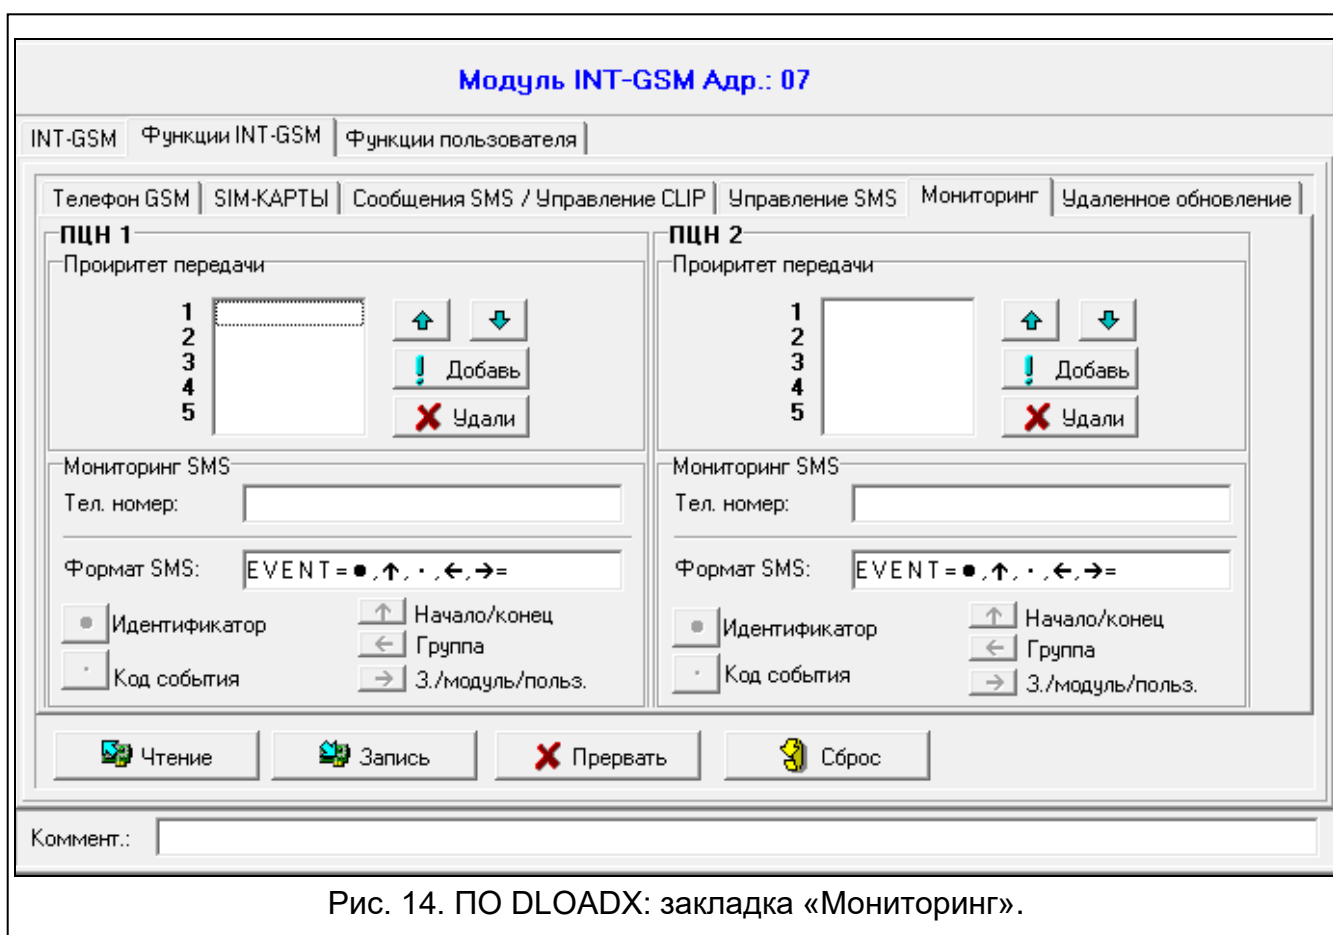 Модуль INT-GSM Адр.: 07
INT-GSM Функции INT-GSM Функции пользователя
Телефон GSM SIM-КАРТЫ Сообщения SMS / Управление CLIP Управление SMS Мониторинг Удаленное обновление
ПЦН 1
Проиритет передачи
1
2
3
4
5
Добавь
Удали
Мониторинг SMS
Тел. номер:
Формат SMS: EVENT=●,↑,·,←,→=
Идентификатор
Начало/конец
Группа
Код события
З./модуль/польз.
ПЦН 2
Проиритет передачи
1
2
3
4
5
Добавь
Удали
Мониторинг SMS
Тел. номер:
Формат SMS: EVENT=●,↑,·,←,→=
Идентификатор
Начало/конец
Группа
Код события
З./модуль/польз.
Чтение Запись Прервать Сброс
Коммент.:
Рис. 14. ПО DLOADX: закладка «Мониторинг».